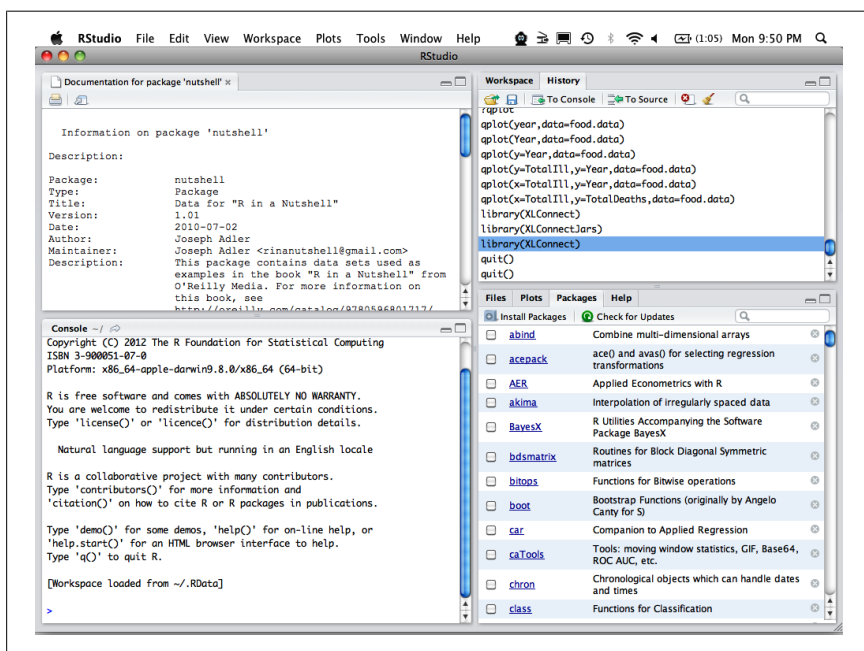 RStudio File Edit View Workspace Plots Tools Window Help (1:05) Mon 9:50 PM
RStudio
Documentation for package 'nutshell' ×
Information on package 'nutshell'
Description:
Package: nutshell
Type: Package
Title: Data for "R in a Nutshell"
Version: 1.01
Date: 2010-07-02
Author: Joseph Adler
Maintainer: Joseph Adler <rinanutshell@gmail.com>
Description: This package contains data sets used as
examples in the book "R in a Nutshell" from
O'Reilly Media. For more information on
this book, see
http://oreilly.com/catalog/9780596801717/
Console ~/
Copyright (C) 2012 The R Foundation for Statistical Computing
ISBN 3-900051-07-0
Platform: x86_64-apple-darwin9.8.0/x86_64 (64-bit)
R is free software and comes with ABSOLUTELY NO WARRANTY.
You are welcome to redistribute it under certain conditions.
Type 'license()' or 'licence()' for distribution details.
Natural language support but running in an English locale
R is a collaborative project with many contributors.
Type 'contributors()' for more information and
'citation()' on how to cite R or R packages in publications.
Type 'demo()' for some demos, 'help()' for on-line help, or
'help.start()' for an HTML browser interface to help.
Type 'q()' to quit R.
[Workspace loaded from ~/.RData]
>
Workspace History
To Console To Source
?qplot
qplot(year,data=food.data)
qplot(Year,data=food.data)
qplot(y=Year,data=food.data)
qplot(y=TotalIll,y=Year,data=food.data)
qplot(x=TotalIll,y=Year,data=food.data)
qplot(x=TotalIll,y=TotalDeaths,data=food.data)
library(XLConnect)
library(XLConnectJars)
library(XLConnect)
quit()
quit()
Files Plots Packages Help
Install Packages Check for Updates
abind Combine multi-dimensional arrays
acepack ace() and avas() for selecting regression
transformations
AER Applied Econometrics with R
akima Interpolation of irregularly spaced data
BayesX R Utilities Accompanying the Software
Package BayesX
bdsmatrix Routines for Block Diagonal Symmetric
matrices
bitops Functions for Bitwise operations
boot Bootstrap Functions (originally by Angelo
Canty for S)
car Companion to Applied Regression
caTools Tools: moving window statistics, GIF, Base64,
ROC AUC, etc.
chron Chronological objects which can handle dates
and times
class Functions for Classification